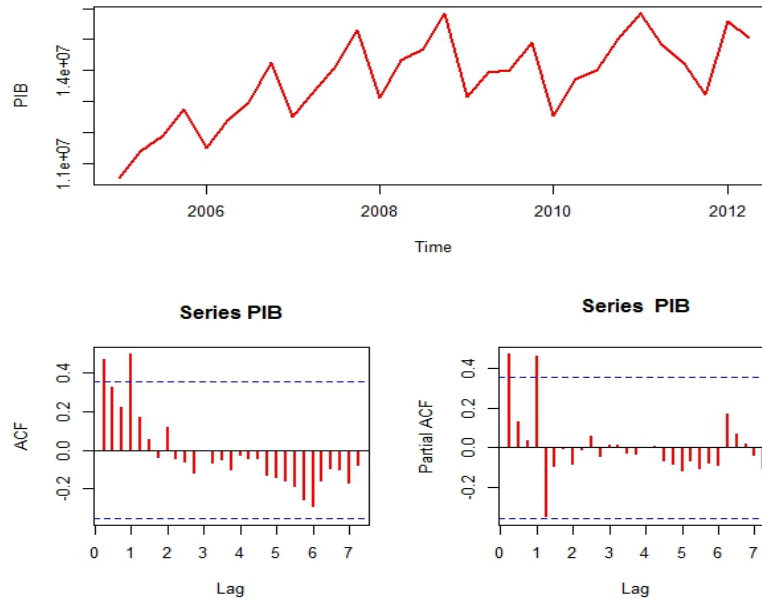 PIB
1.4e+07
1.1e+07
2006 2008 2010 2012
Time
Series PIB
ACF
0.4
0.2
0.0
-0.2
0 1 2 3 4 5 6 7
Lag
Series PIB
Partial ACF
0.4
0.2
0.0
-0.2
0 1 2 3 4 5 6 7
Lag